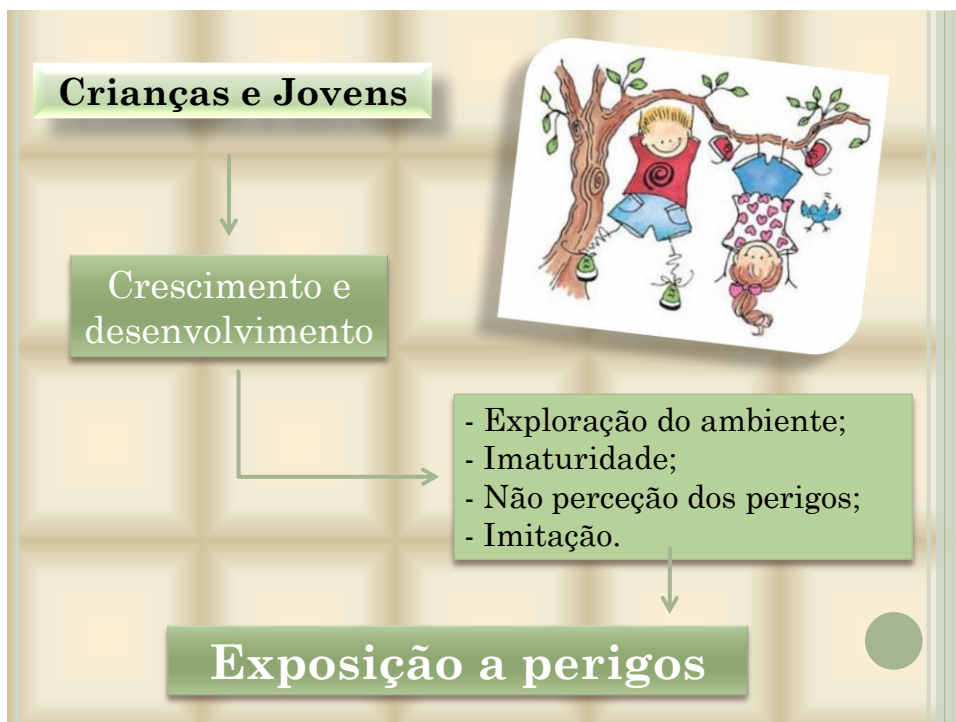 Crianças e Jovens
Crescimento e
desenvolvimento
- Exploração do ambiente;
- Imaturidade;
- Não perceção dos perigos;
- Imitação.
Exposição a perigos